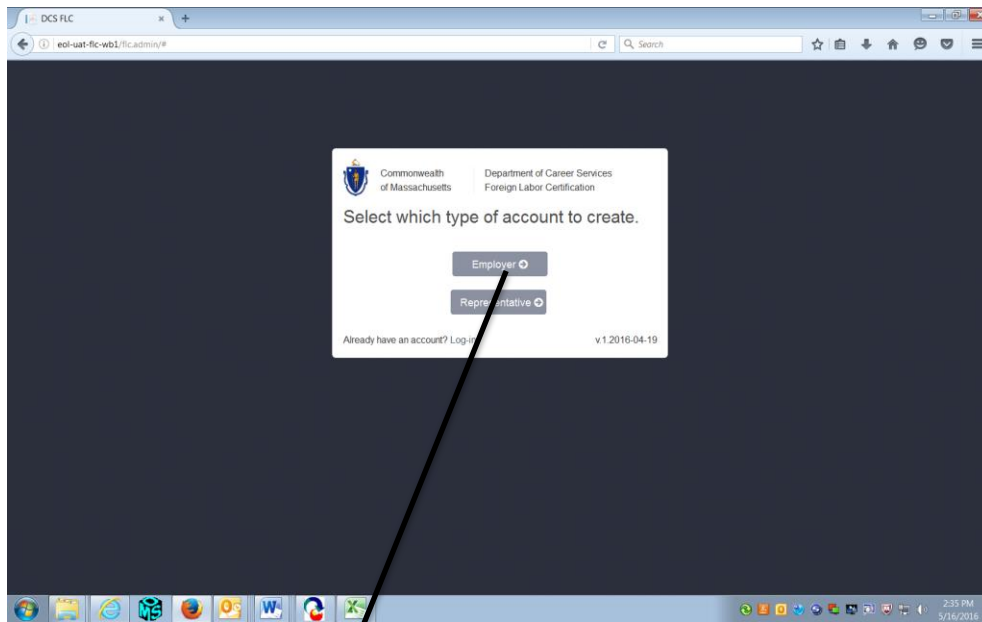 DCS FLC
eol-uat-flc-wb1/flc.admin/#
Search
Commonwealth
of Massachusetts
Department of Career Services
Foreign Labor Certification
Select which type of account to create.
Employer
Representative
Already have an account? Log-in
v.1.2016-04-19
2:35 PM
5/16/2016